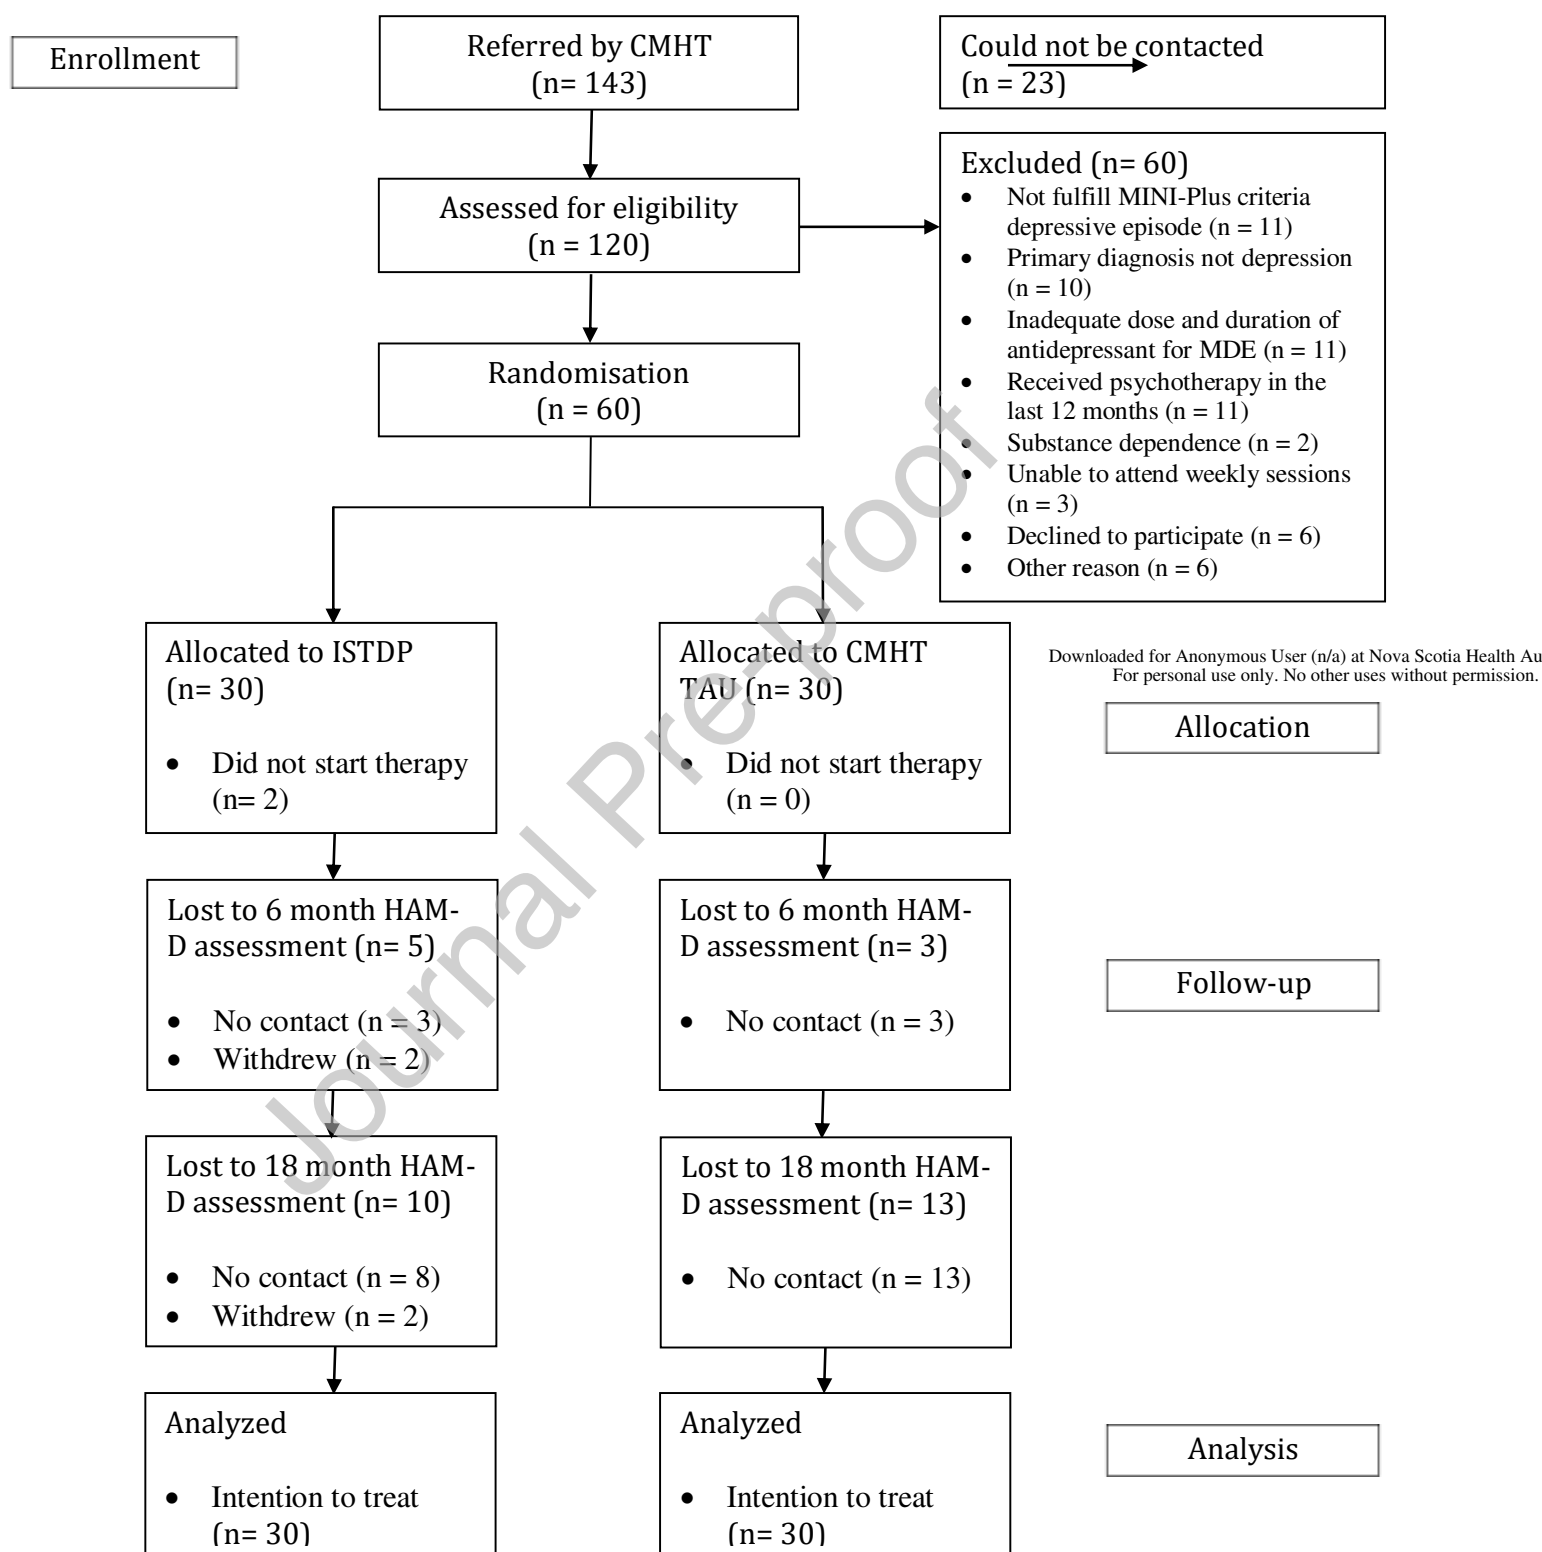 Enrollment
Referred by CMHT
(n= 143)
Could not be contacted
(n = 23)
Assessed for eligibility
(n = 120)
Excluded (n= 60)
• Not fulfill MINI-Plus criteria
depressive episode (n = 11)
• Primary diagnosis not depression
(n = 10)
• Inadequate dose and duration of
antidepressant for MDE (n = 11)
• Received psychotherapy in the
last 12 months (n = 11)
• Substance dependence (n = 2)
• Unable to attend weekly sessions
(n = 3)
• Declined to participate (n = 6)
• Other reason (n = 6)
Randomisation
(n = 60)
Allocated to ISTDP
(n= 30)
• Did not start therapy
(n= 2)
Allocated to CMHT
TAU (n= 30)
• Did not start therapy
(n = 0)
Downloaded for Anonymous User (n/a) at Nova Scotia Health Au
For personal use only. No other uses without permission.
Allocation
Lost to 6 month HAM-
D assessment (n= 5)
• No contact (n = 3)
• Withdrew (n = 2)
Lost to 6 month HAM-
D assessment (n= 3)
• No contact (n = 3)
Follow-up
Lost to 18 month HAM-
D assessment (n= 10)
• No contact (n = 8)
• Withdrew (n = 2)
Lost to 18 month HAM-
D assessment (n= 13)
• No contact (n = 13)
Analyzed
• Intention to treat
(n= 30)
Analyzed
• Intention to treat
(n= 30)
Analysis
Journal Pre-proof